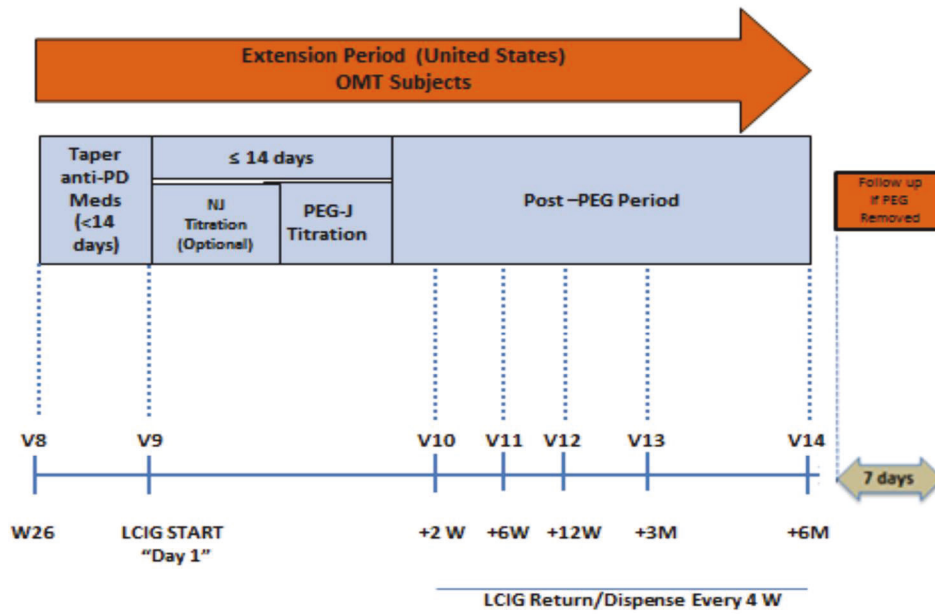 Extension Period (United States)
OMT Subjects
Taper
anti-PD
Meds
(<14
days)
≤ 14 days
NJ
Titration
(Optional)
PEG-J
Titration
Post –PEG Period
Follow up
If PEG
Removed
V8
V9
V10
V11
V12
V13
V14
7 days
W26
LCIG START
“Day 1”
+2 W
+6W
+12W
+3M
+6M
LCIG Return/Dispense Every 4 W